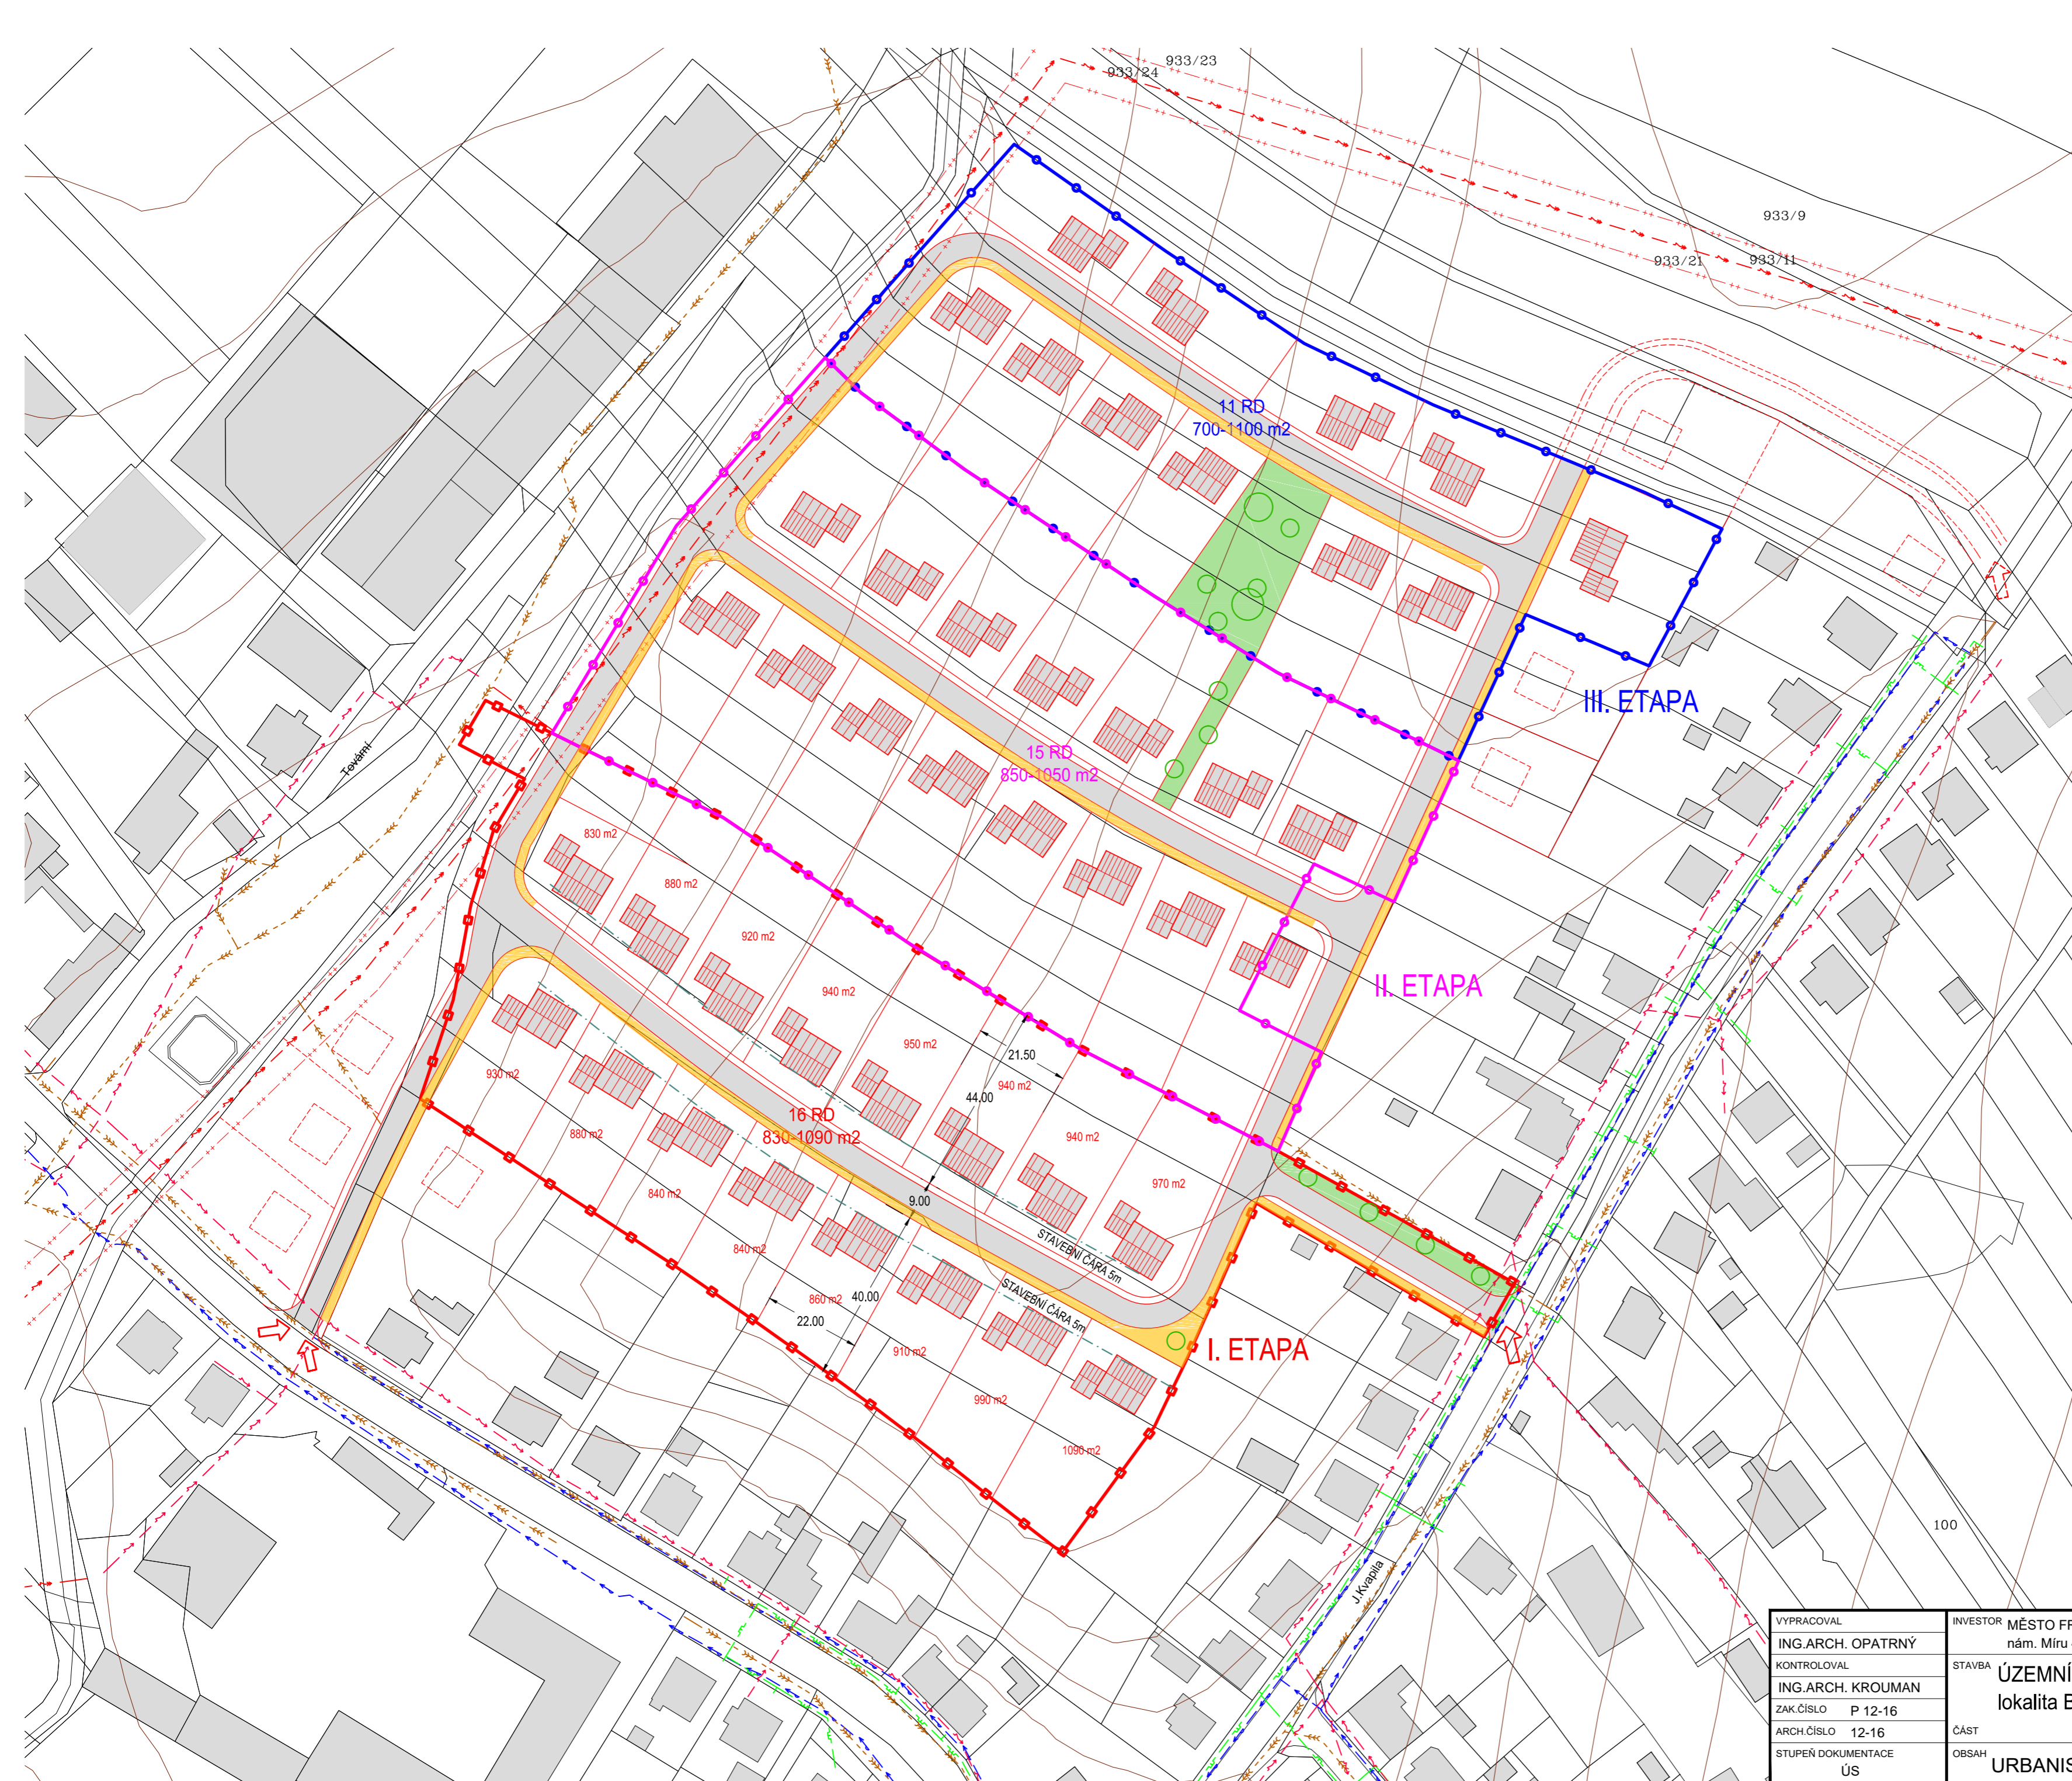 933/23
933/24
933/9
933/21
933/11
11 RD
700-1100 m2
III. ETAPA
Tovární
15 RD
850-1050 m2
830 m2
880 m2
920 m2
940 m2
II. ETAPA
950 m2
21.50
930 m2
940 m2
44.00
16 RD
830-1090 m2
880 m2
940 m2
970 m2
840 m2
9.00
840 m2
STAVEBNÍ ČÁRA 5m
STAVEBNÍ ČÁRA 5m
860 m2
40.00
22.00
910 m2
I. ETAPA
990 m2
1090 m2
100
J.Kvapila
VYPRACOVAL
ING.ARCH. OPATRNÝ
KONTROLOVAL
ING.ARCH. KROUMAN
ZAK.ČÍSLO P 12-16
ARCH.ČÍSLO 12-16
STUPEŇ DOKUMENTACE
ÚS
INVESTOR MĚSTO
nám. Míru
STAVBA ÚZEMNÍ
lokalita
ČÁST
OBSAH